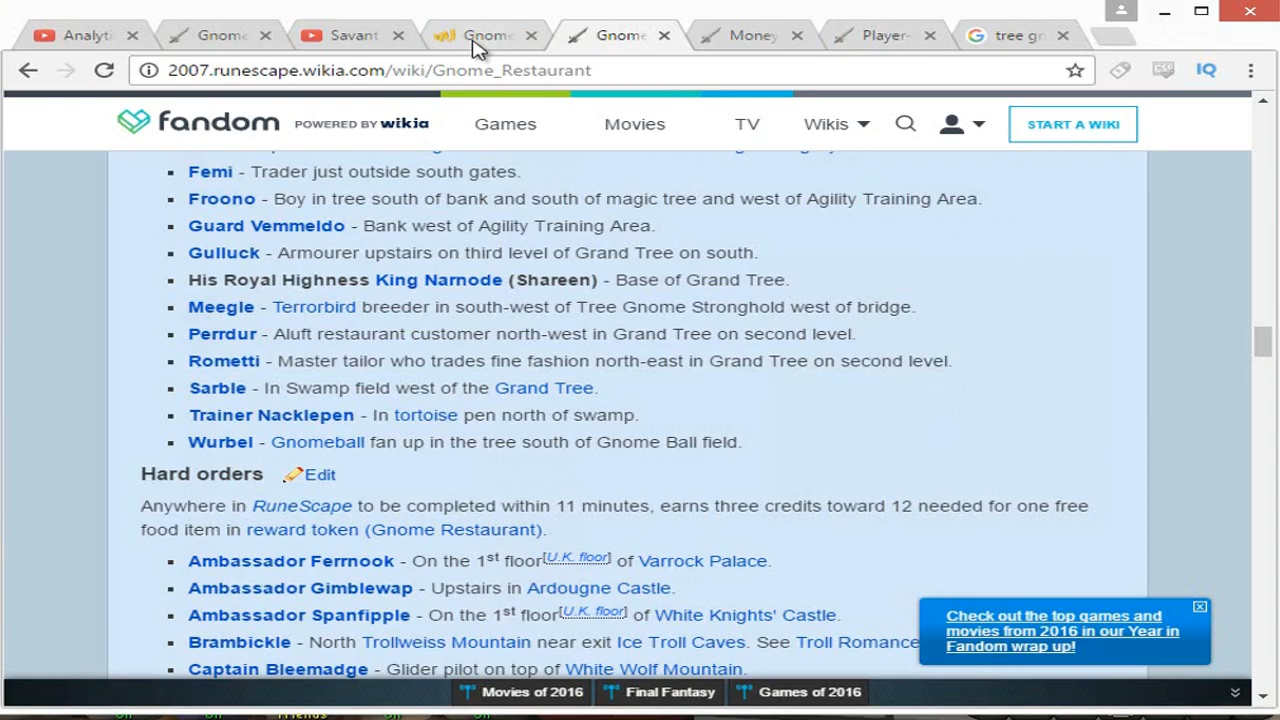 Analyti
Gnome
Savant
Gnome
Gnome
Money
Player-
tree gr
2007.runescape.wikia.com/wiki/Gnome_Restaurant
IQ
fandom POWERED BY wikia Games Movies TV Wikis START A WIKI
Femi - Trader just outside south gates.
Froono - Boy in tree south of bank and south of magic tree and west of Agility Training Area.
Guard Vemmeldo - Bank west of Agility Training Area.
Gulluck - Armourer upstairs on third level of Grand Tree on south.
His Royal Highness King Narnode (Shareen) - Base of Grand Tree.
Meegle - Terrorbird breeder in south-west of Tree Gnome Stronghold west of bridge.
Perrdur - Aluft restaurant customer north-west in Grand Tree on second level.
Rometti - Master tailor who trades fine fashion north-east in Grand Tree on second level.
Sarble - In Swamp field west of the Grand Tree.
Trainer Nacklepen - In tortoise pen north of swamp.
Wurbel - Gnomeball fan up in the tree south of Gnome Ball field.
Hard orders Edit
Anywhere in RuneScape to be completed within 11 minutes, earns three credits toward 12 needed for one free
food item in reward token (Gnome Restaurant).
Ambassador Ferrnook - On the 1st floor[U.K. floor] of Varrock Palace.
Ambassador Gimblewap - Upstairs in Ardougne Castle.
Ambassador Spanfipple - On the 1st floor[U.K. floor] of White Knights' Castle.
Brambickle - North Trollweiss Mountain near exit Ice Troll Caves. See Troll Romance
Captain Bleemadge - Glider pilot on top of White Wolf Mountain.
Check out the top games and
movies from 2016 in our Year in
Fandom wrap up!
Movies of 2016 Final Fantasy Games of 2016